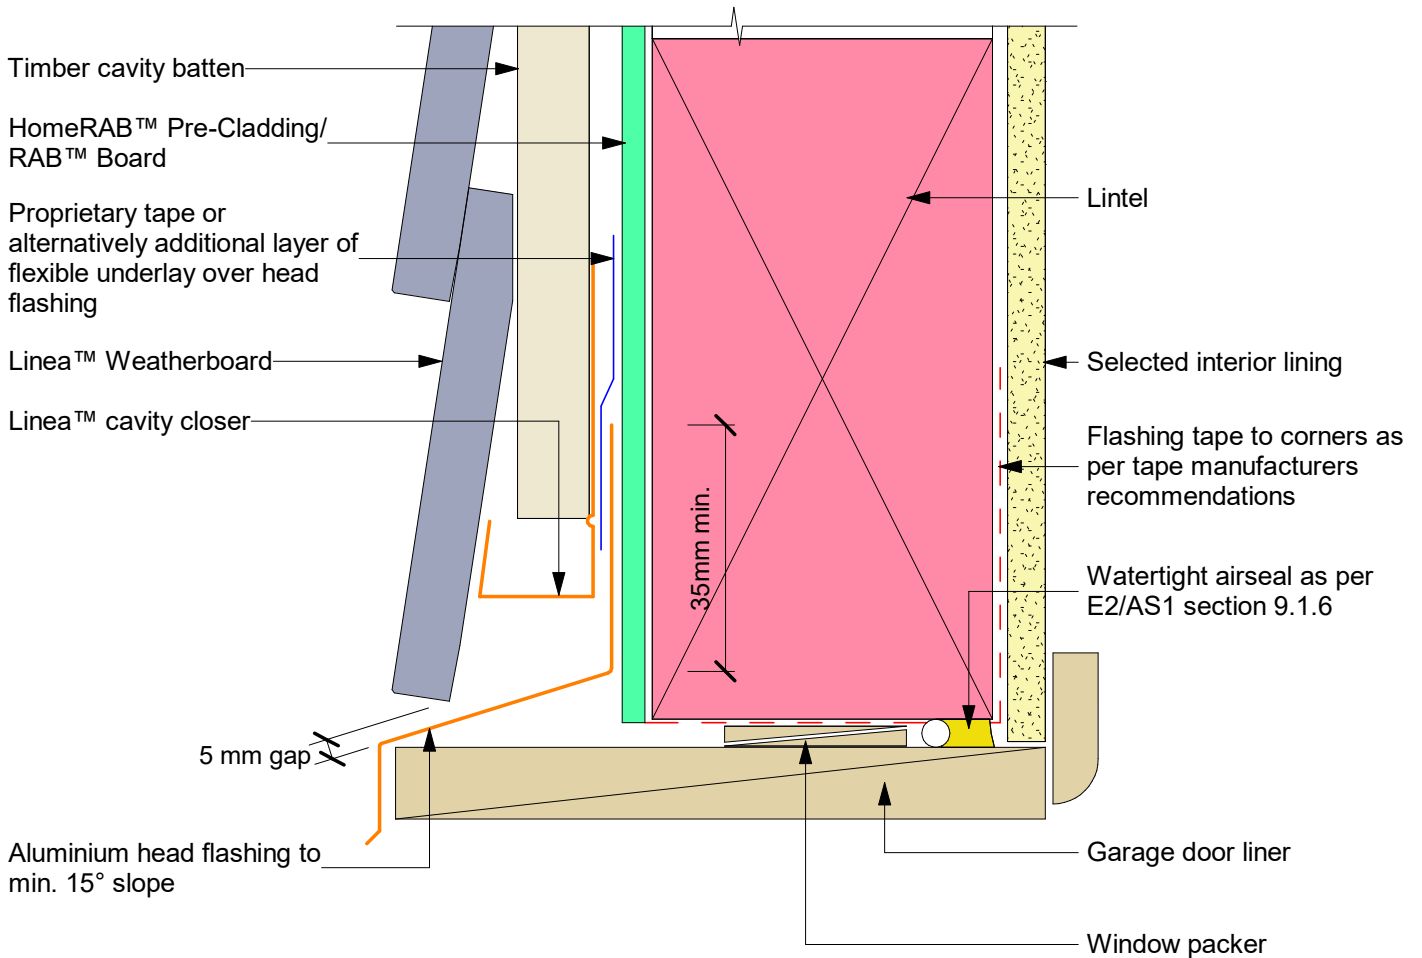 Timber cavity batten
HomeRAB™ Pre-Cladding/
RAB™ Board
Proprietary tape or
alternatively additional layer of
flexible underlay over head
flashing
Linea™ Weatherboard
Linea™ cavity closer
5 mm gap
Aluminium head flashing to
min. 15° slope
35mm min.
Lintel
Selected interior lining
Flashing tape to corners as
per tape manufacturers
recommendations
Watertight airseal as per
E2/AS1 section 9.1.6
Garage door liner
Window packer